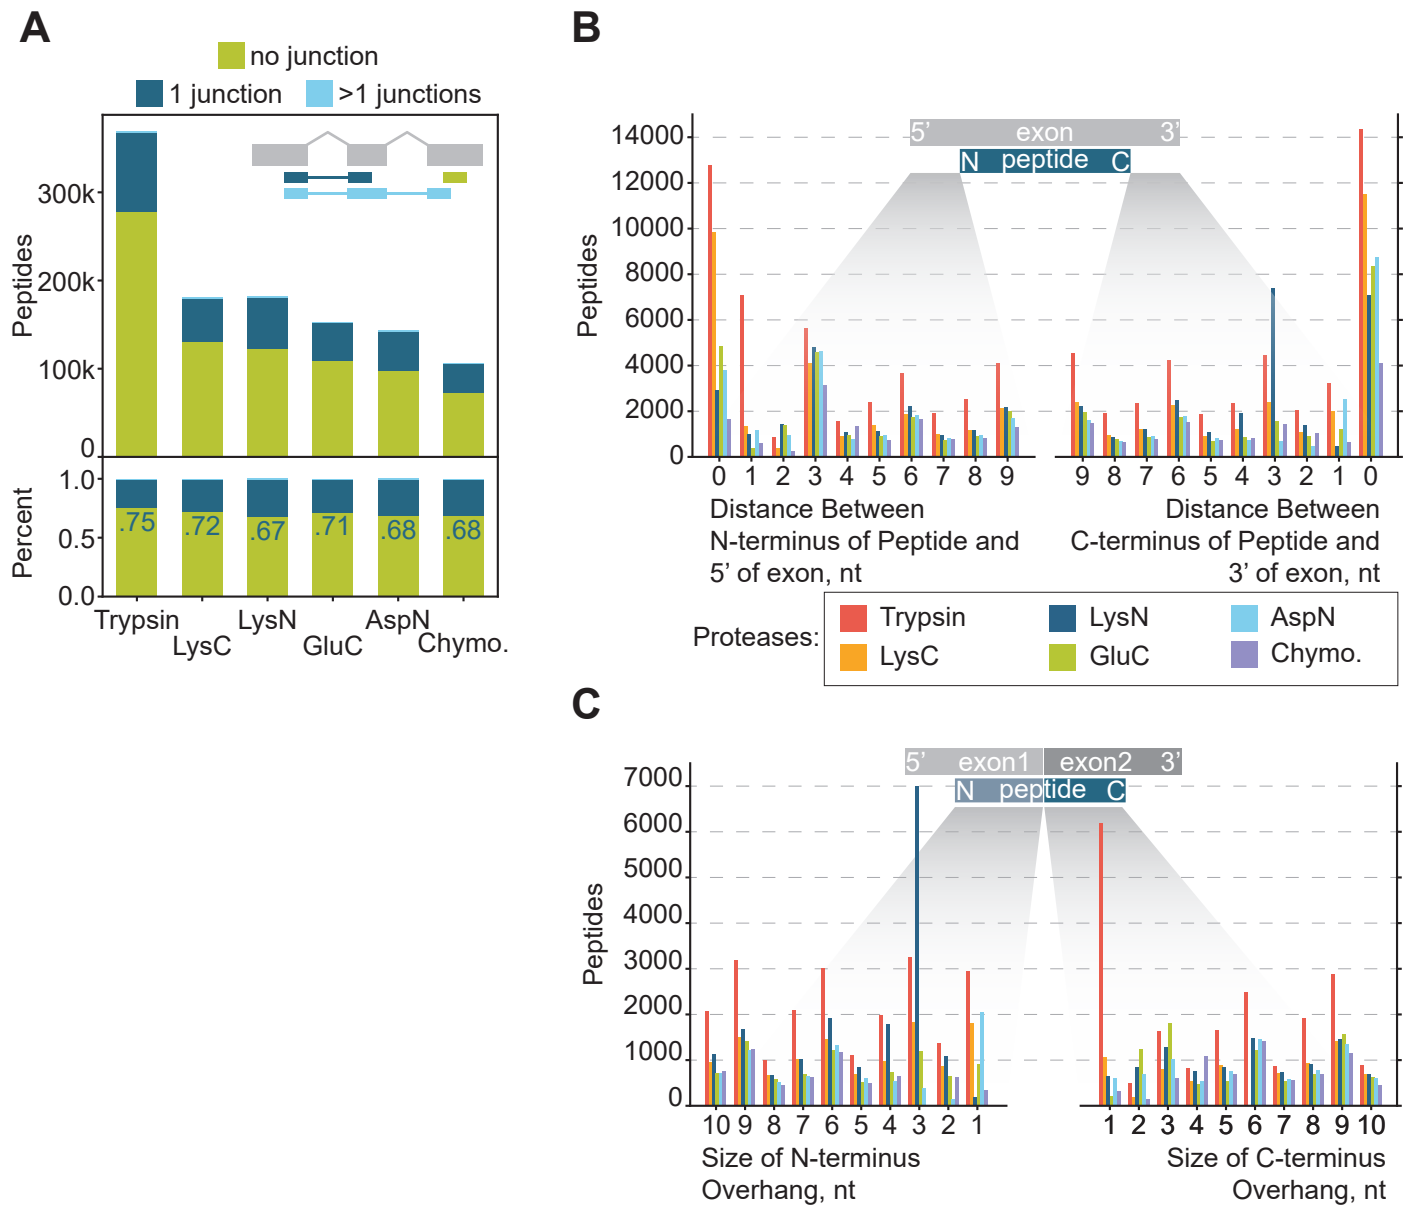 A
no junction
1 junction
>1 junctions
Peptides
300k
200k
100k
0
Percent
1.0
0.5
0.0
.75
.72
.67
.71
.68
.68
Trypsin
LysC
LysN
GluC
AspN
Chymo.
B
Peptides
14000
12000
10000
8000
6000
4000
2000
0
5’ exon 3’
N peptide C
0 1 2 3 4 5 6 7 8 9
9 8 7 6 5 4 3 2 1 0
Distance Between
N-terminus of Peptide and
5’ of exon, nt
Distance Between
C-terminus of Peptide and
3’ of exon, nt
Proteases:
Trypsin
LysN
AspN
LysC
GluC
Chymo.
C
Peptides
7000
6000
5000
4000
3000
2000
1000
0
5’ exon1 exon2 3’
N peptide C
10 9 8 7 6 5 4 3 2 1
1 2 3 4 5 6 7 8 9 10
Size of N-terminus
Overhang, nt
Size of C-terminus
Overhang, nt